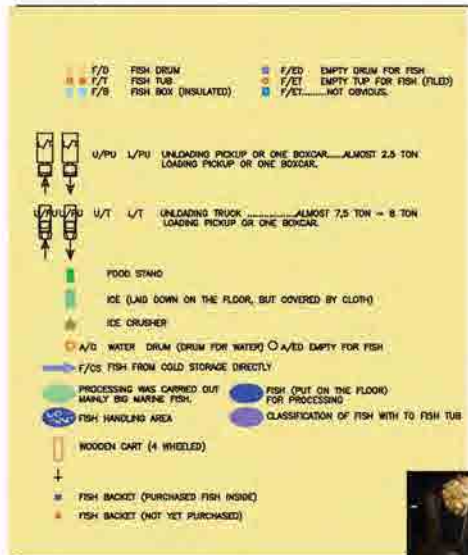 F/D FISH DRUM
F/T FISH TUB
F/B FISH BOX (INSULATED)
F/ED EMPTY DRUM FOR FISH
F/ET EMPTY TUP FOR FISH (FILED)
F/ET.........NOT OBVIOUS.
U/PU L/PU UNLOADING PICKUP OR ONE BOXCAR......ALMOST 2.5 TON
LOADING PICKUP OR ONE BOXCAR.
U/T L/T UNLOADING TRUCK ..................ALMOST 7,5 TON - 8 TON
LOADING PICKUP OR ONE BOXCAR.
FOOD STAND
ICE (LAID DOWN ON THE FLOOR, BUT COVERED BY CLOTH)
ICE CRUSHER
WATER DRUM (DRUM FOR WATER) A/ED EMPTY FOR FISH
F/CS FISH FROM COLD STORAGE DIRECTLY
PROCESSING WAS CARRIED OUT
MAINLY BIG MARINE FISH.
FISH (PUT ON THE FLOOR)
FOR PROCESSING
FISH HANDLING AREA
CLASSIFICATION OF FISH WITH TO FISH TUB
WOODEN CART (4 WHEELED)
FISH BACKET (PURCHASED FISH INSIDE)
FISH BACKET (NOT YET PURCHASED)